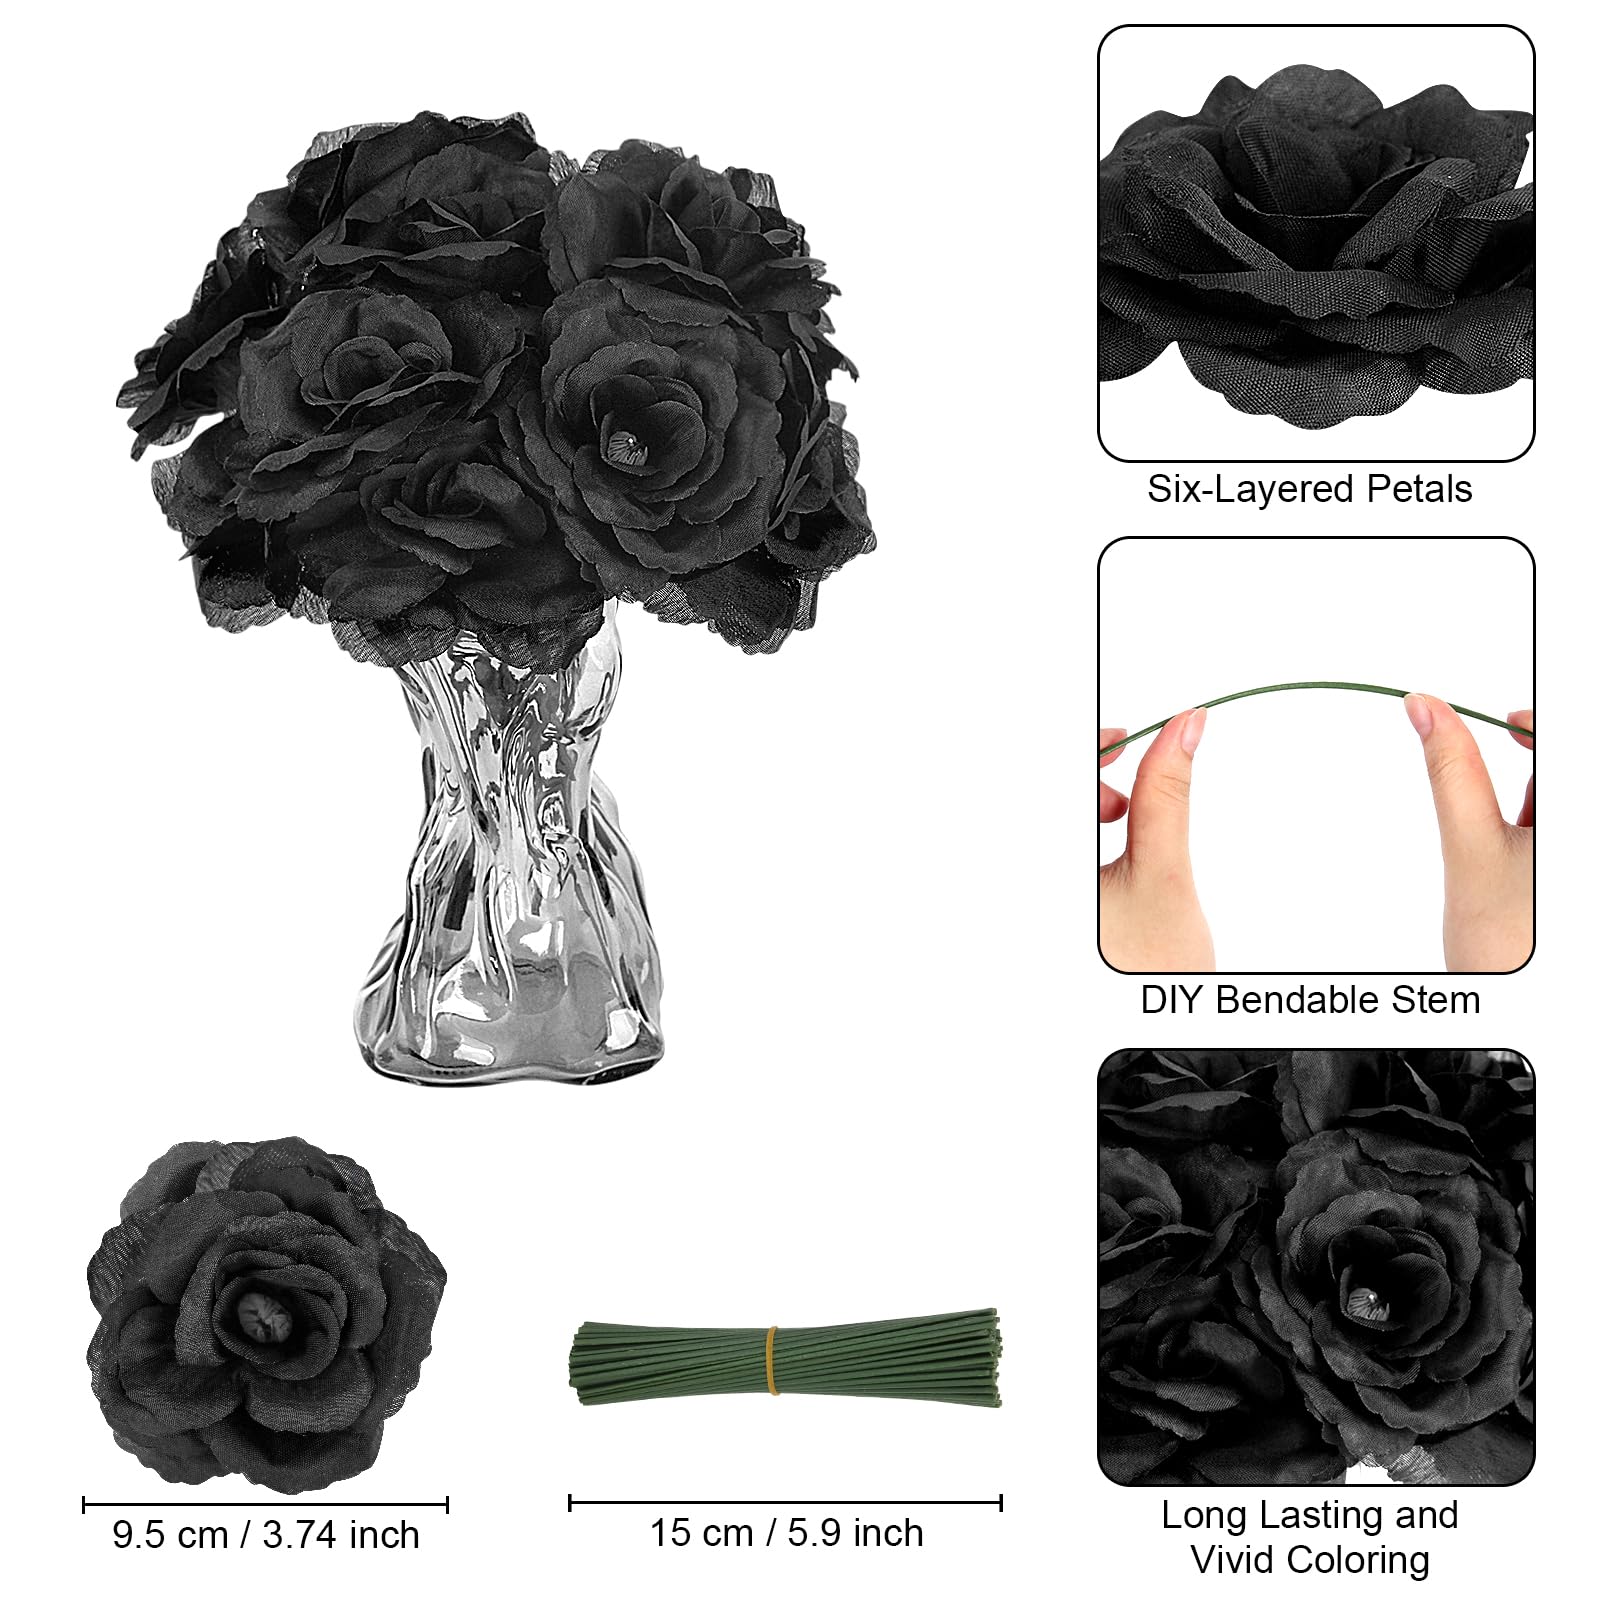 Six-Layered Petals
DIY Bendable Stem
Long Lasting and
Vivid Coloring
9.5 cm / 3.74 inch
15 cm / 5.9 inch